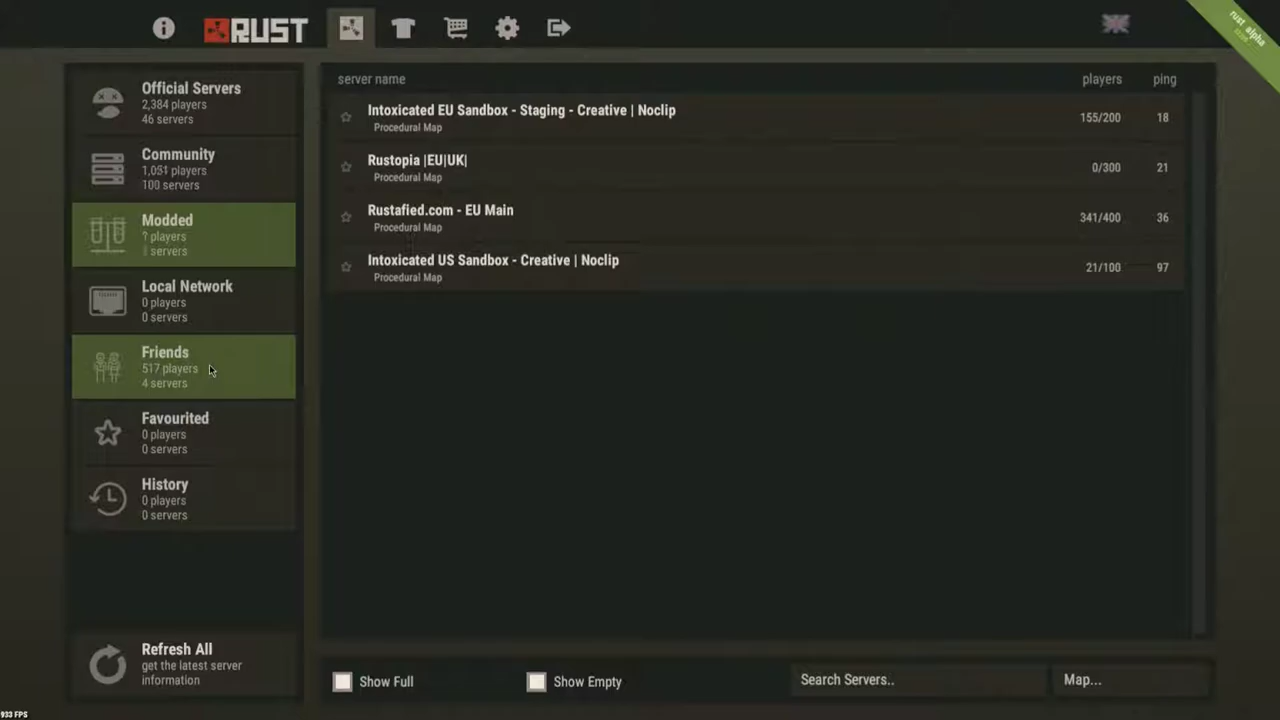 RUST
rust alpha
Official Servers
2,384 players
46 servers
Community
1,051 players
100 servers
Modded
? players
servers
Local Network
0 players
0 servers
Friends
517 players
4 servers
Favourited
0 players
0 servers
History
0 players
0 servers
Refresh All
get the latest server
information
server name players ping
Intoxicated EU Sandbox - Staging - Creative | Noclip
Procedural Map
155/200 18
Rustopia |EU|UK|
Procedural Map
0/300 21
Rustafied.com - EU Main
Procedural Map
341/400 36
Intoxicated US Sandbox - Creative | Noclip
Procedural Map
21/100 97
Show Full
Show Empty
Search Servers..
Map...
933 FPS